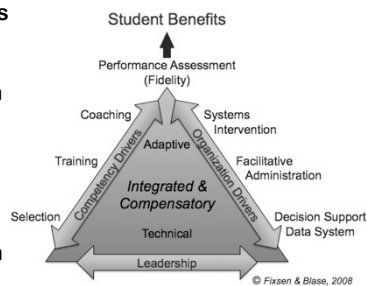 s
Student Benefits
Performance Assessment
(Fidelity)
Coaching
Systems
Intervention
Adaptive
Competency Drivers
Organization Drivers
Training
Facilitative
Administration
Integrated &
Compensatory
Selection
Decision Support
Data System
Technical
Leadership
© Fixsen & Blase, 2008